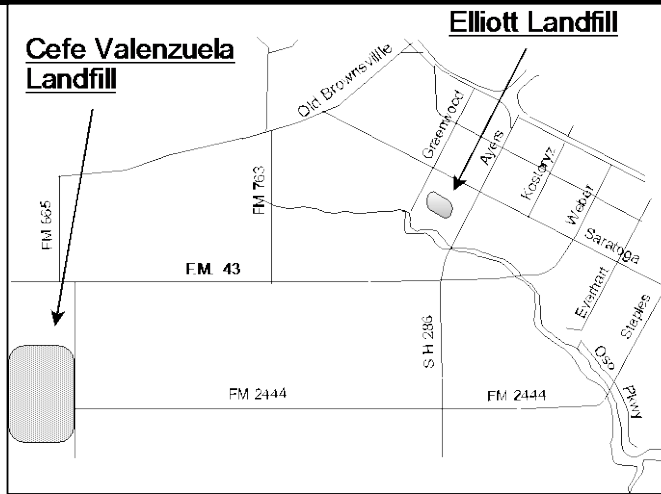 Elliott Landfill
Cefe Valenzuela
Landfill
Old Brownsvillle
Greenwood
Ayers
Kostoryz
Weber
Saratoga
FM 763
FM 665
F.M. 43
Everhart
Staples
S H 286
Oso
Pkwy
FM 2444
FM 2444